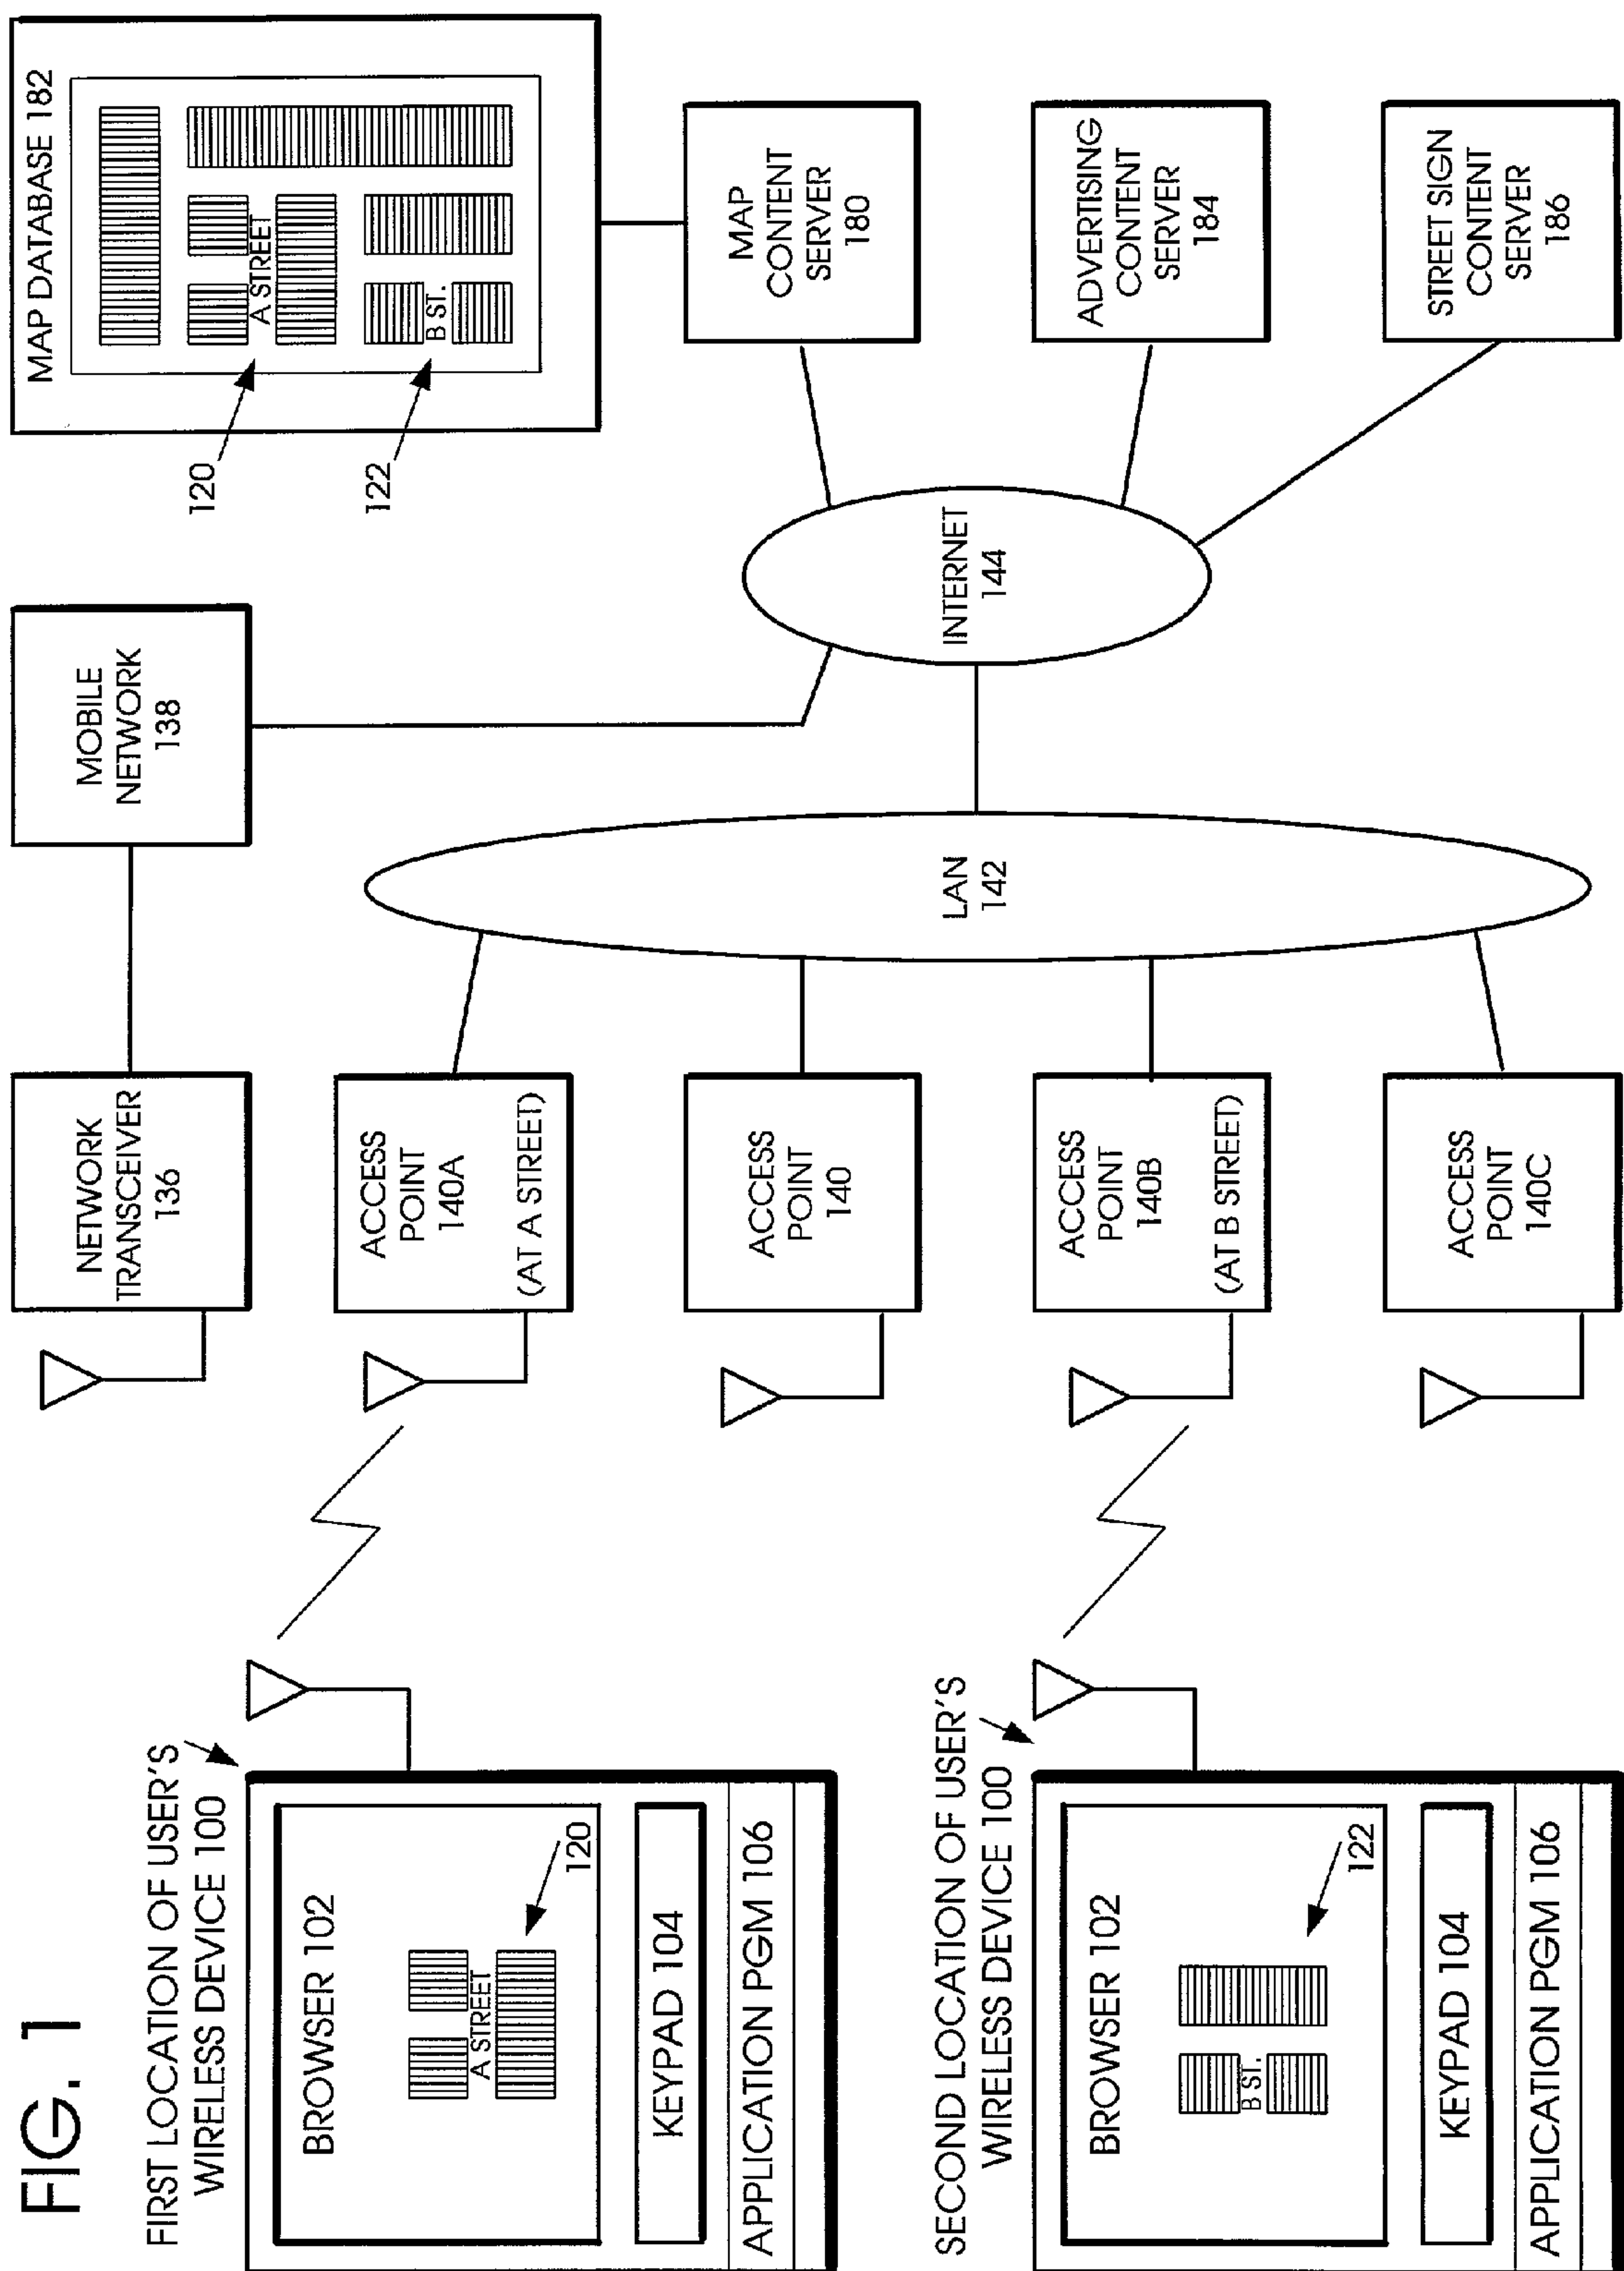 FIG. 1
FIRST LOCATION OF USER'S
WIRELESS DEVICE 100
BROWSER 102
A STREET
120
KEYPAD 104
APPLICATION PGM 106
SECOND LOCATION OF USER'S
WIRELESS DEVICE 100
BROWSER 102
B ST.
122
KEYPAD 104
APPLICATION PGM 106
NETWORK
TRANSCEIVER
136
ACCESS
POINT
140A
(AT A STREET)
ACCESS
POINT
140
ACCESS
POINT
140B
(AT B STREET)
ACCESS
POINT
140C
MOBILE
NETWORK
138
LAN
142
INTERNET
144
MAP DATABASE 182
A STREET
B ST.
120
122
MAP
CONTENT
SERVER
180
ADVERTISING
CONTENT
SERVER
184
STREET SIGN
CONTENT
SERVER
186